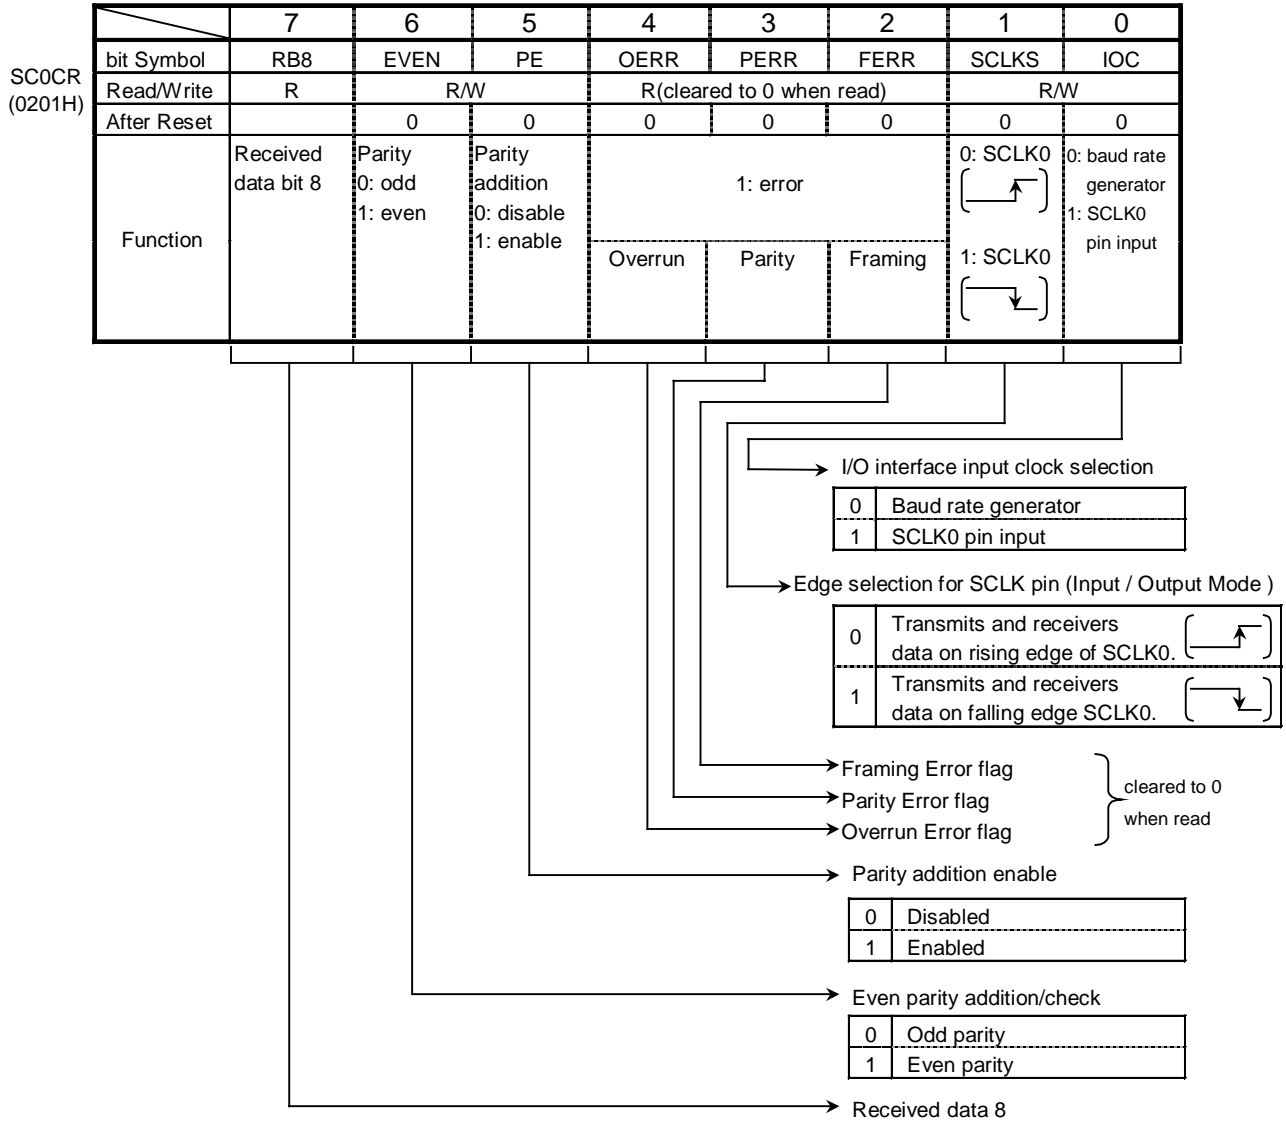 7 6 5 4 3 2 1 0
bit Symbol RB8 EVEN PE OERR PERR FERR SCLKS IOC
SC0CR
(0201H)
Read/Write R R/W R(cleared to 0 when read) R/W
After Reset 0 0 0 0 0 0 0
Function
Received
data bit 8
Parity
0: odd
1: even
Parity
addition
0: disable
1: enable
1: error
Overrun Parity Framing
0: SCLK0
1: SCLK0
0: baud rate
generator
1: SCLK0
pin input
I/O interface input clock selection
0 Baud rate generator
1 SCLK0 pin input
Edge selection for SCLK pin (Input / Output Mode )
0 Transmits and receivers
data on rising edge of SCLK0.
1 Transmits and receivers
data on falling edge SCLK0.
Framing Error flag
Parity Error flag
Overrun Error flag
cleared to 0
when read
Parity addition enable
0 Disabled
1 Enabled
Even parity addition/check
0 Odd parity
1 Even parity
Received data 8